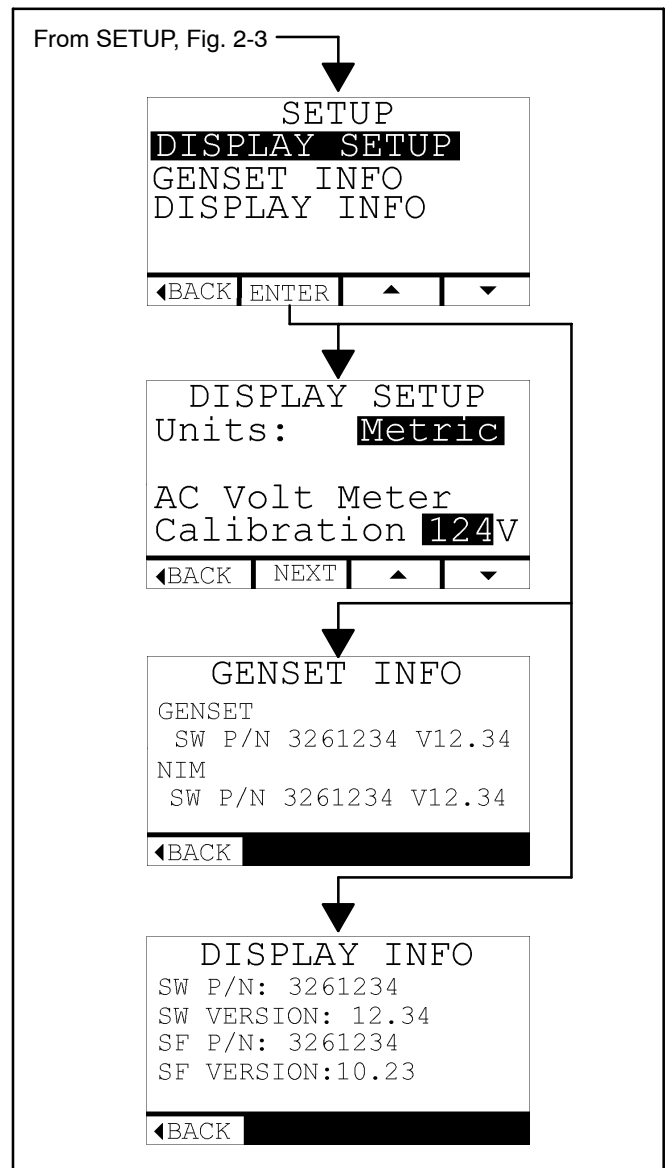 From SETUP, Fig. 2-3
SETUP
DISPLAY SETUP
GENSET INFO
DISPLAY INFO
◀BACK ENTER ▲ ▼
DISPLAY SETUP
Units: Metric
AC Volt Meter
Calibration 124V
◀BACK NEXT ▲ ▼
GENSET INFO
GENSET
SW P/N 3261234 V12.34
NIM
SW P/N 3261234 V12.34
◀BACK
DISPLAY INFO
SW P/N: 3261234
SW VERSION: 12.34
SF P/N: 3261234
SF VERSION:10.23
◀BACK